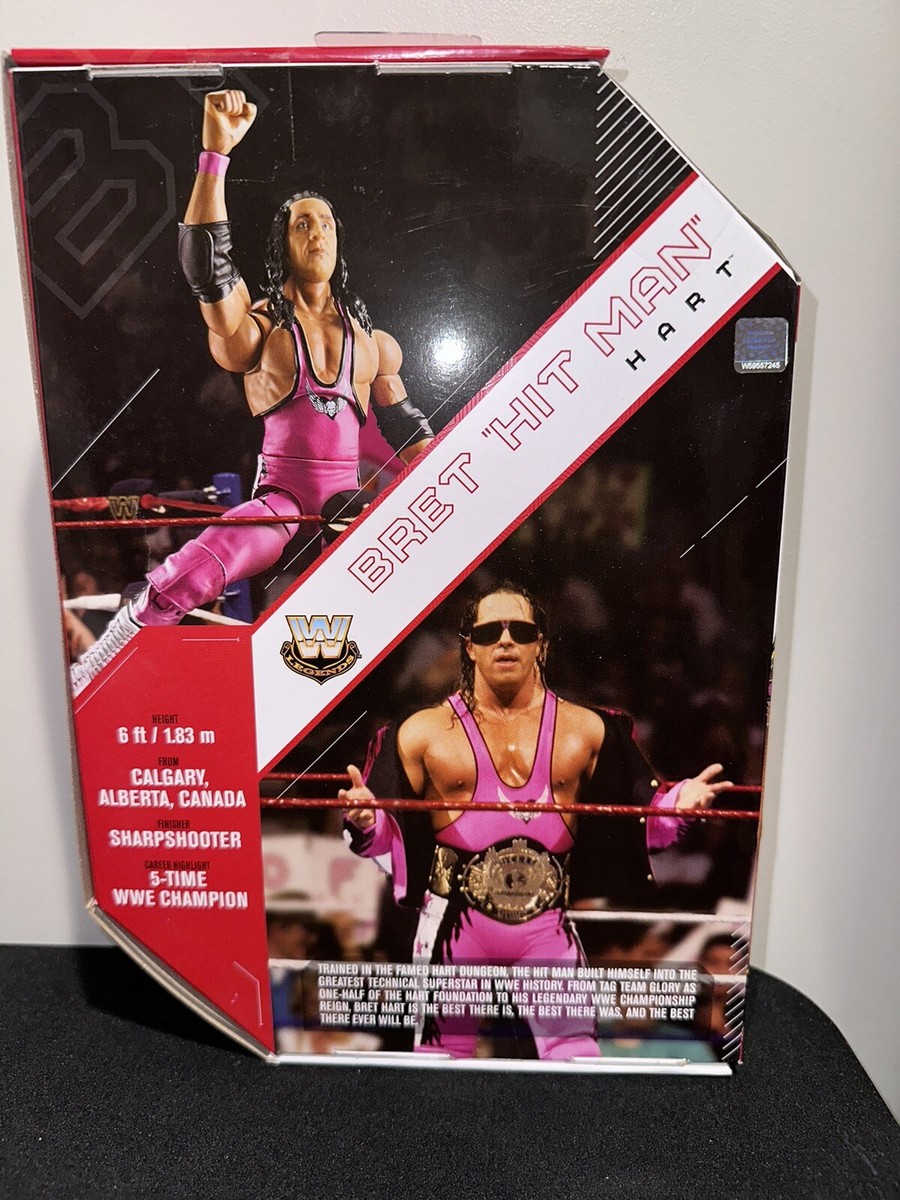 BRET "HIT MAN"
HART™
W59557245
W
W
LEGENDS
HEIGHT
6 ft / 1.83 m
FROM
CALGARY,
ALBERTA, CANADA
FINISHER
SHARPSHOOTER
CAREER HIGHLIGHT
5-TIME
WWE CHAMPION
TRAINED IN THE FAMED HART DUNGEON, THE HIT MAN BUILT HIMSELF INTO THE
GREATEST TECHNICAL SUPERSTAR IN WWE HISTORY. FROM TAG TEAM GLORY AS
ONE-HALF OF THE HART FOUNDATION TO HIS LEGENDARY WWE CHAMPIONSHIP
REIGN, BRET HART IS THE BEST THERE IS, THE BEST THERE WAS, AND THE BEST
THERE EVER WILL BE.